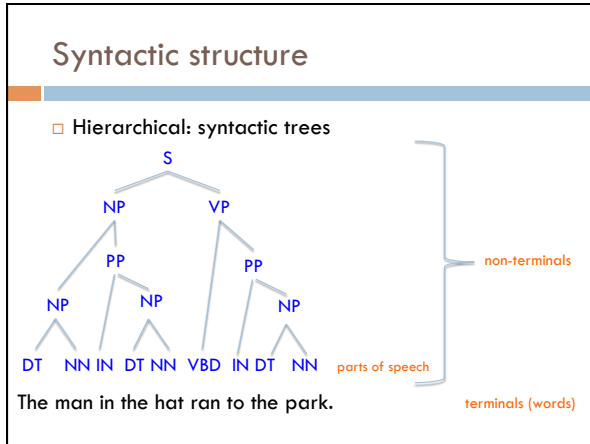 Syntactic structure
Hierarchical: syntactic trees
S
NP VP
PP PP
non-terminals
NP NP NP
DT NN IN DT NN VBD IN DT NN parts of speech
The man in the hat ran to the park. terminals (words)